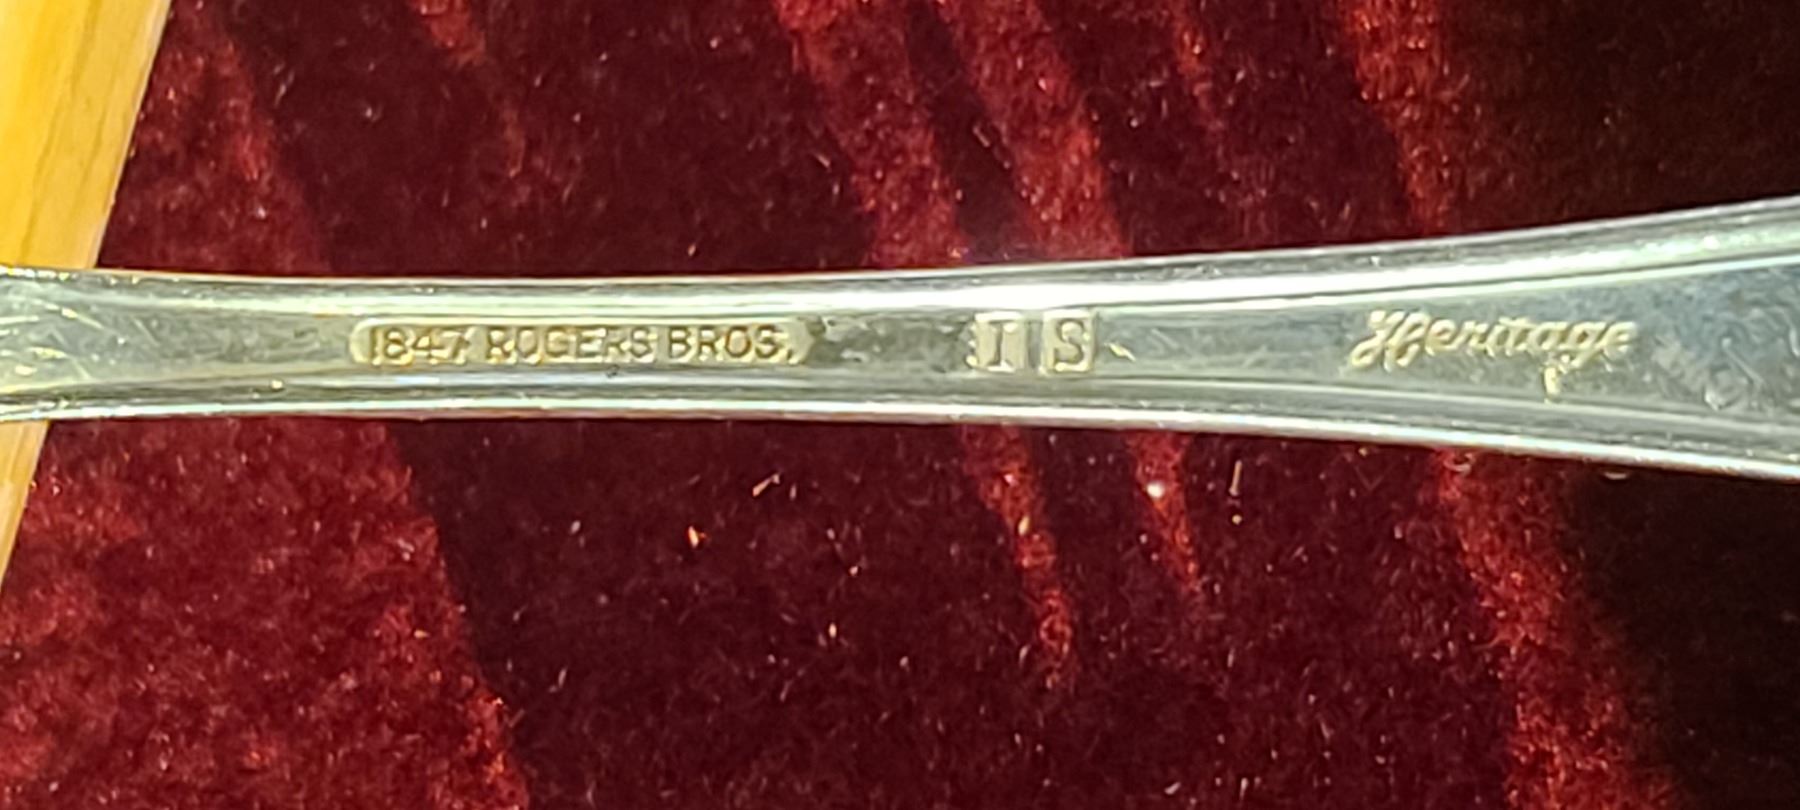 1847 ROGERS BROS. I S Heritage